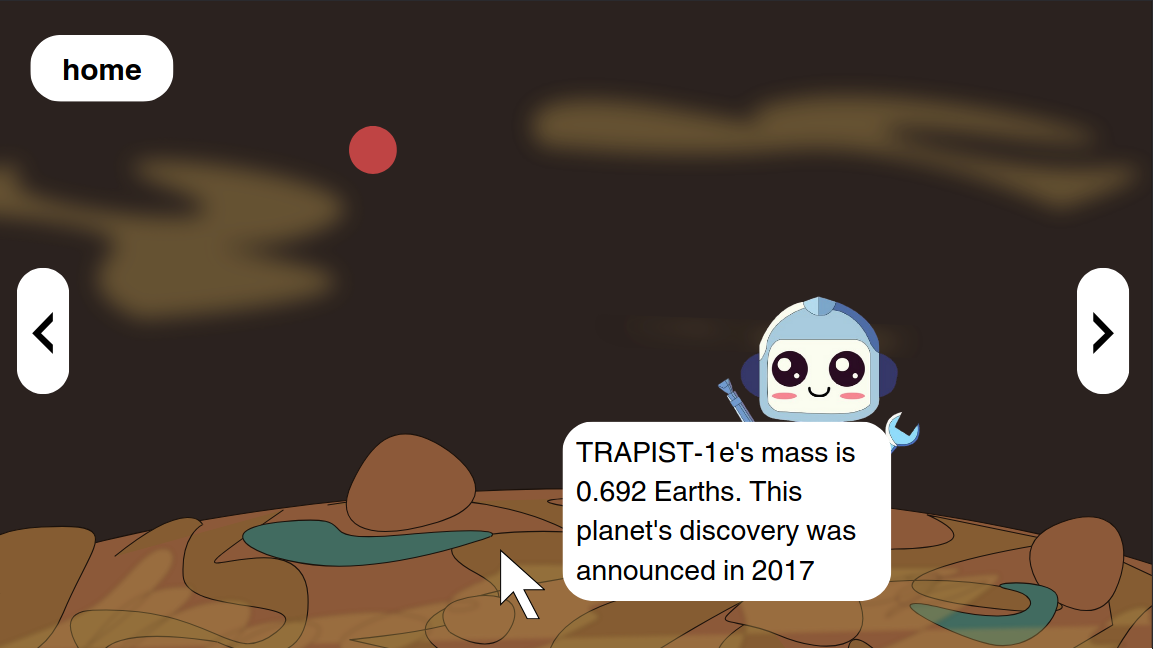 home
TRAPIST-1e's mass is
0.692 Earths. This
planet's discovery was
announced in 2017